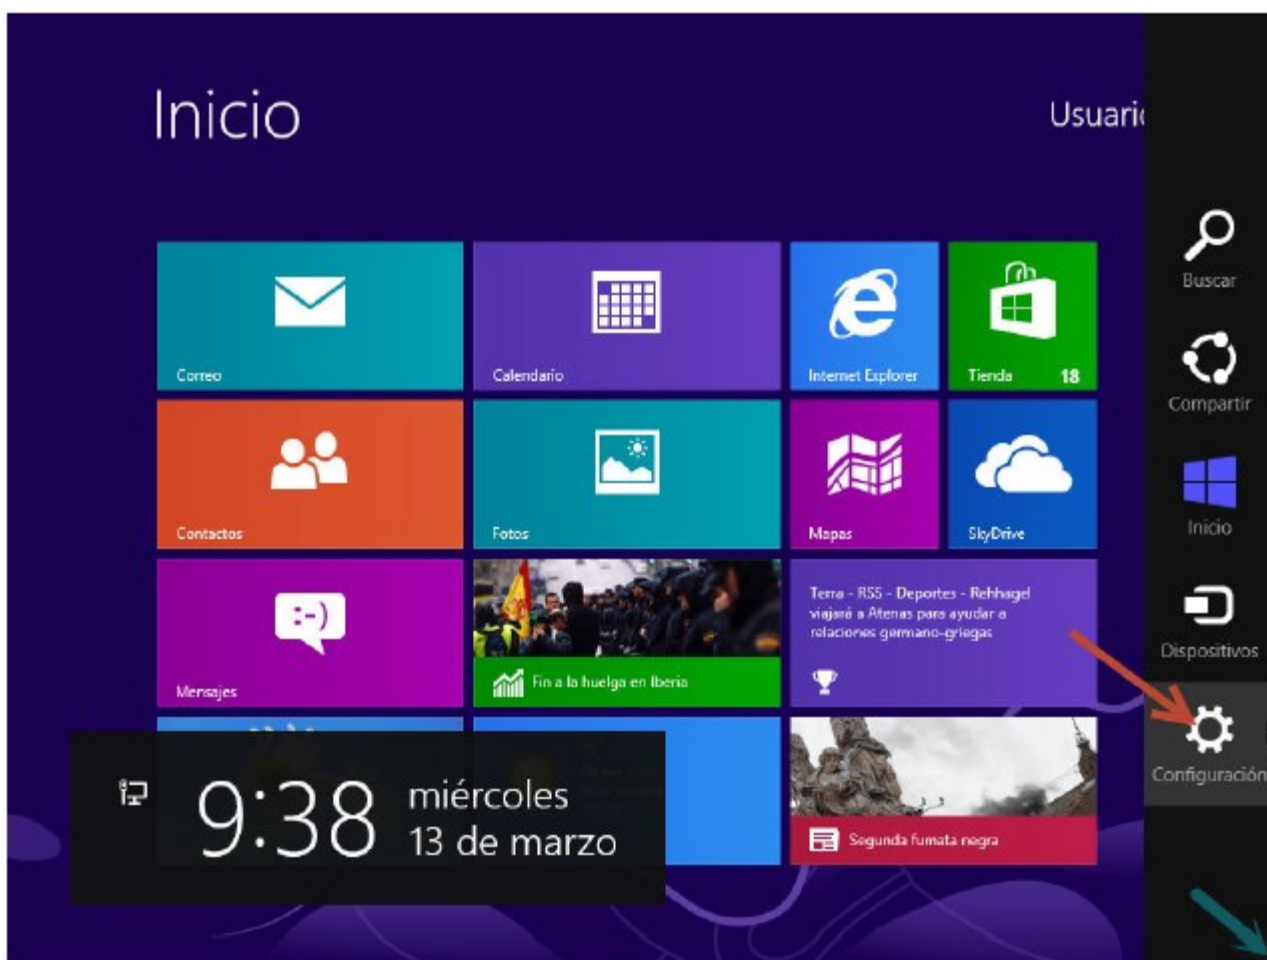 Inicio
Usuario
Correo
Calendario
Internet Explorer
Tienda
18
Contactos
Fotos
Mapas
SkyDrive
Mensajes
Fin a la huelga en Iberia
Terra - RSS - Deportes - Rehhagel
viajará a Atenas para ayudar a
relaciones germano-griegas
9:38
miércoles
13 de marzo
Segunda fumata negra
Buscar
Compartir
Inicio
Dispositivos
Configuración